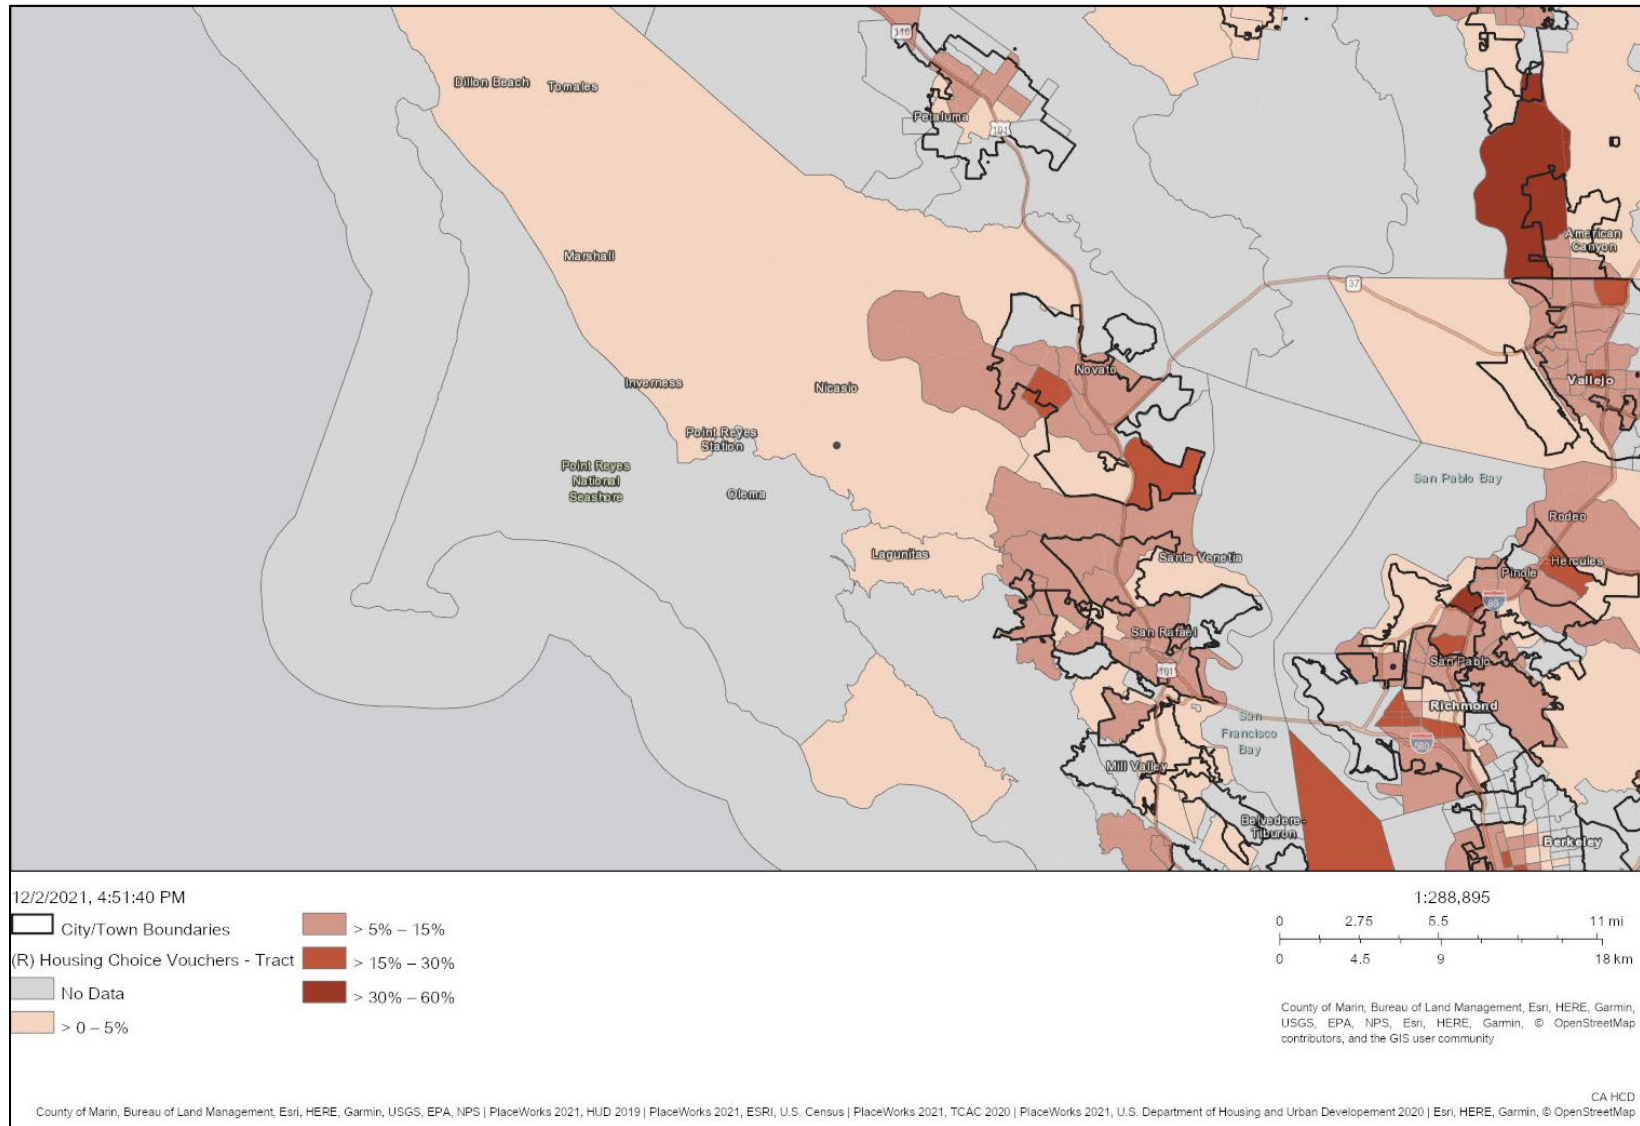 116
Dillon Beach
Tomales
Petaluma
101
American
Canyon
Marshall
37
Novato
Vallejo
Inverness
Nicasio
Point Reyes
Station
Point Reyes
National
Seashore
Olema
San Pablo Bay
Rodeo
Lagunitas
Santa Venetia
Hercules
Pinole
80
San Rafael
101
San Pablo
Richmond
San
Francisco
Bay
580
Mill Valley
Belvedere-
Tiburon
Berkeley
12/2/2021, 4:51:40 PM
City/Town Boundaries
(R) Housing Choice Vouchers - Tract
No Data
> 0 – 5%
> 5% – 15%
> 15% – 30%
> 30% – 60%
1:288,895
0 2.75 5.5 11 mi
0 4.5 9 18 km
County of Marin, Bureau of Land Management, Esri, HERE, Garmin,
USGS, EPA, NPS, Esri, HERE, Garmin, © OpenStreetMap
contributors, and the GIS user community
CA HCD
County of Marin, Bureau of Land Management, Esri, HERE, Garmin, USGS, EPA, NPS | PlaceWorks 2021, HUD 2019 | PlaceWorks 2021, ESRI, U.S. Census | PlaceWorks 2021, TCAC 2020 | PlaceWorks 2021, U.S. Department of Housing and Urban Developement 2020 | Esri, HERE, Garmin, © OpenStreetMap